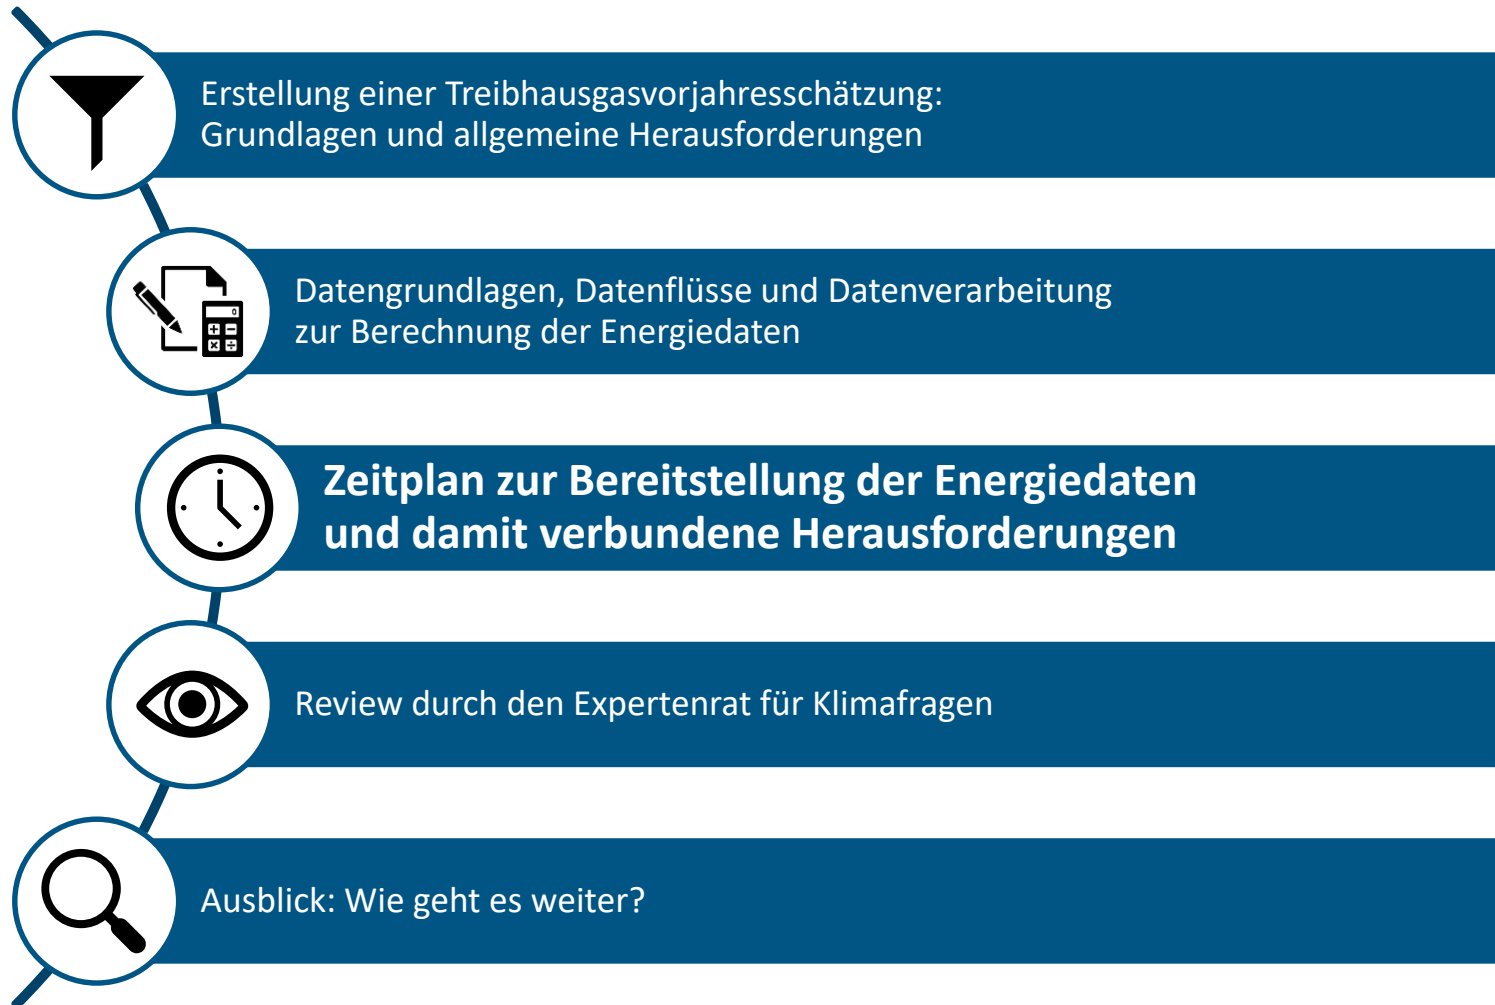 Erstellung einer Treibhausgasvorjahresschätzung:
Grundlagen und allgemeine Herausforderungen
Datengrundlagen, Datenflüsse und Datenverarbeitung
zur Berechnung der Energiedaten
Zeitplan zur Bereitstellung der Energiedaten
und damit verbundene Herausforderungen
Review durch den Expertenrat für Klimafragen
Ausblick: Wie geht es weiter?